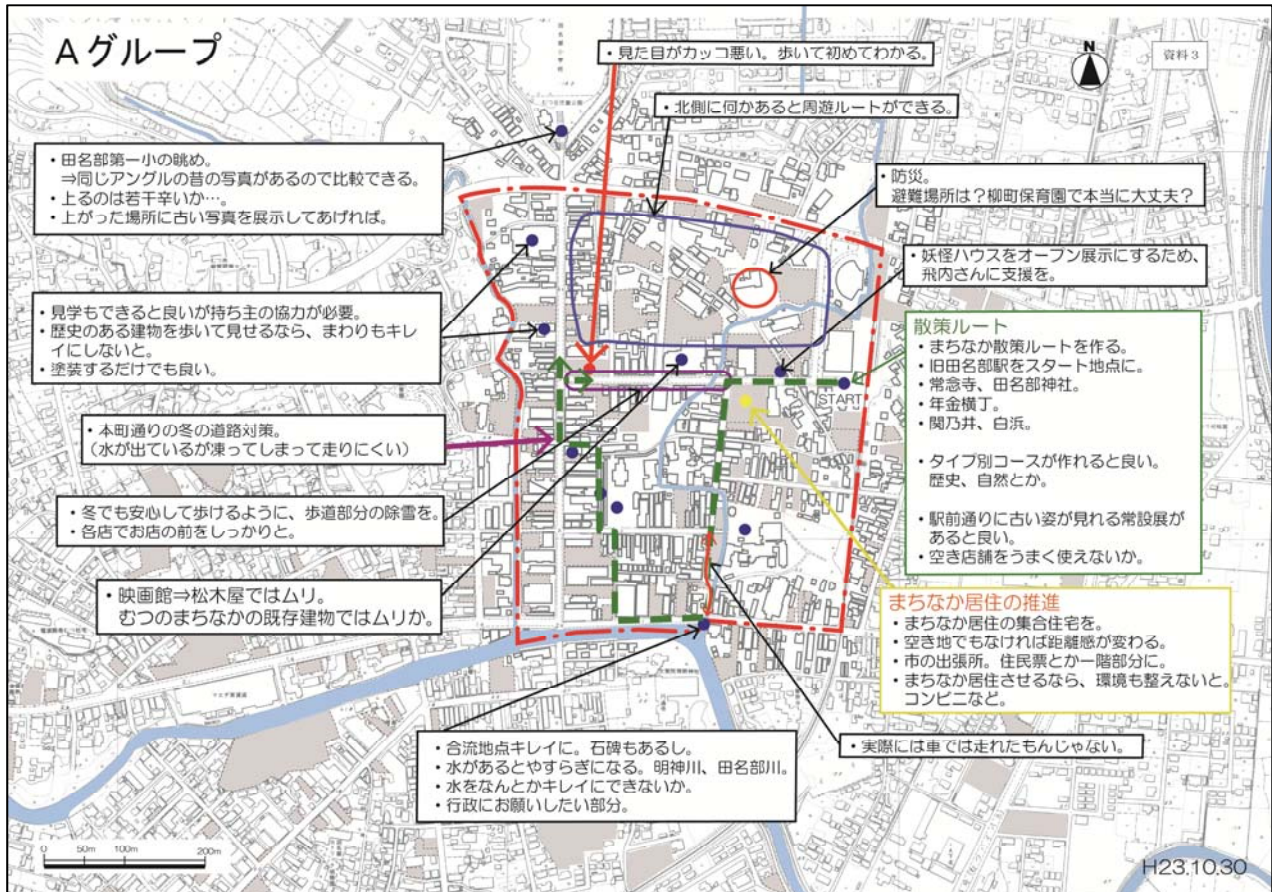 Aグループ
・見た目がカッコ悪い。歩いて初めてわかる。
N
資料3
・北側に何かあると周遊ルートができる。
・田名部第一小の眺め。
⇒同じアングルの昔の写真があるので比較できる。
・上るのは若干辛いか…。
・上がった場所に古い写真を展示してあげれば。
・防災。
避難場所は?柳町保育園で本当に大丈夫?
・妖怪ハウスをオープン展示にするため、
飛内さんに支援を。
・見学もできると良いが持ち主の協力が必要。
・歴史のある建物を歩いて見せるなら、まわりもキレ
イにしないと。
・塗装するだけでも良い。
散策ルート
・まちなか散策ルートを作る。
・旧田名部駅をスタート地点に。
・常念寺、田名部神社。
・年金横丁。
・関乃井、白浜。
・タイプ別コースが作れると良い。
歴史、自然とか。
・駅前通りに古い姿が見れる常設展が
あると良い。
・空き店舗をうまく使えないか。
START
・本町通りの冬の道路対策。
(水が出ているが凍ってしまって走りにくい)
・冬でも安心して歩けるように、歩道部分の除雪を。
・各店でお店の前をしっかりと。
・映画館⇒松木屋ではムリ。
むつのまちなかの既存建物ではムリか。
まちなか居住の推進
・まちなか居住の集合住宅を。
・空き地でもなければ距離感が変わる。
・市の出張所。住民票とか一階部分に。
・まちなか居住させるなら、環境も整えないと。
コンビニなど。
・合流地点キレイに。石碑もあるし。
・水があるとやすらぎになる。明神川、田名部川。
・水をなんとかキレイにできないか。
・行政にお願いしたい部分。
・実際には車では走れたもんじゃない。
0 50m 100m 200m
H23.10.30